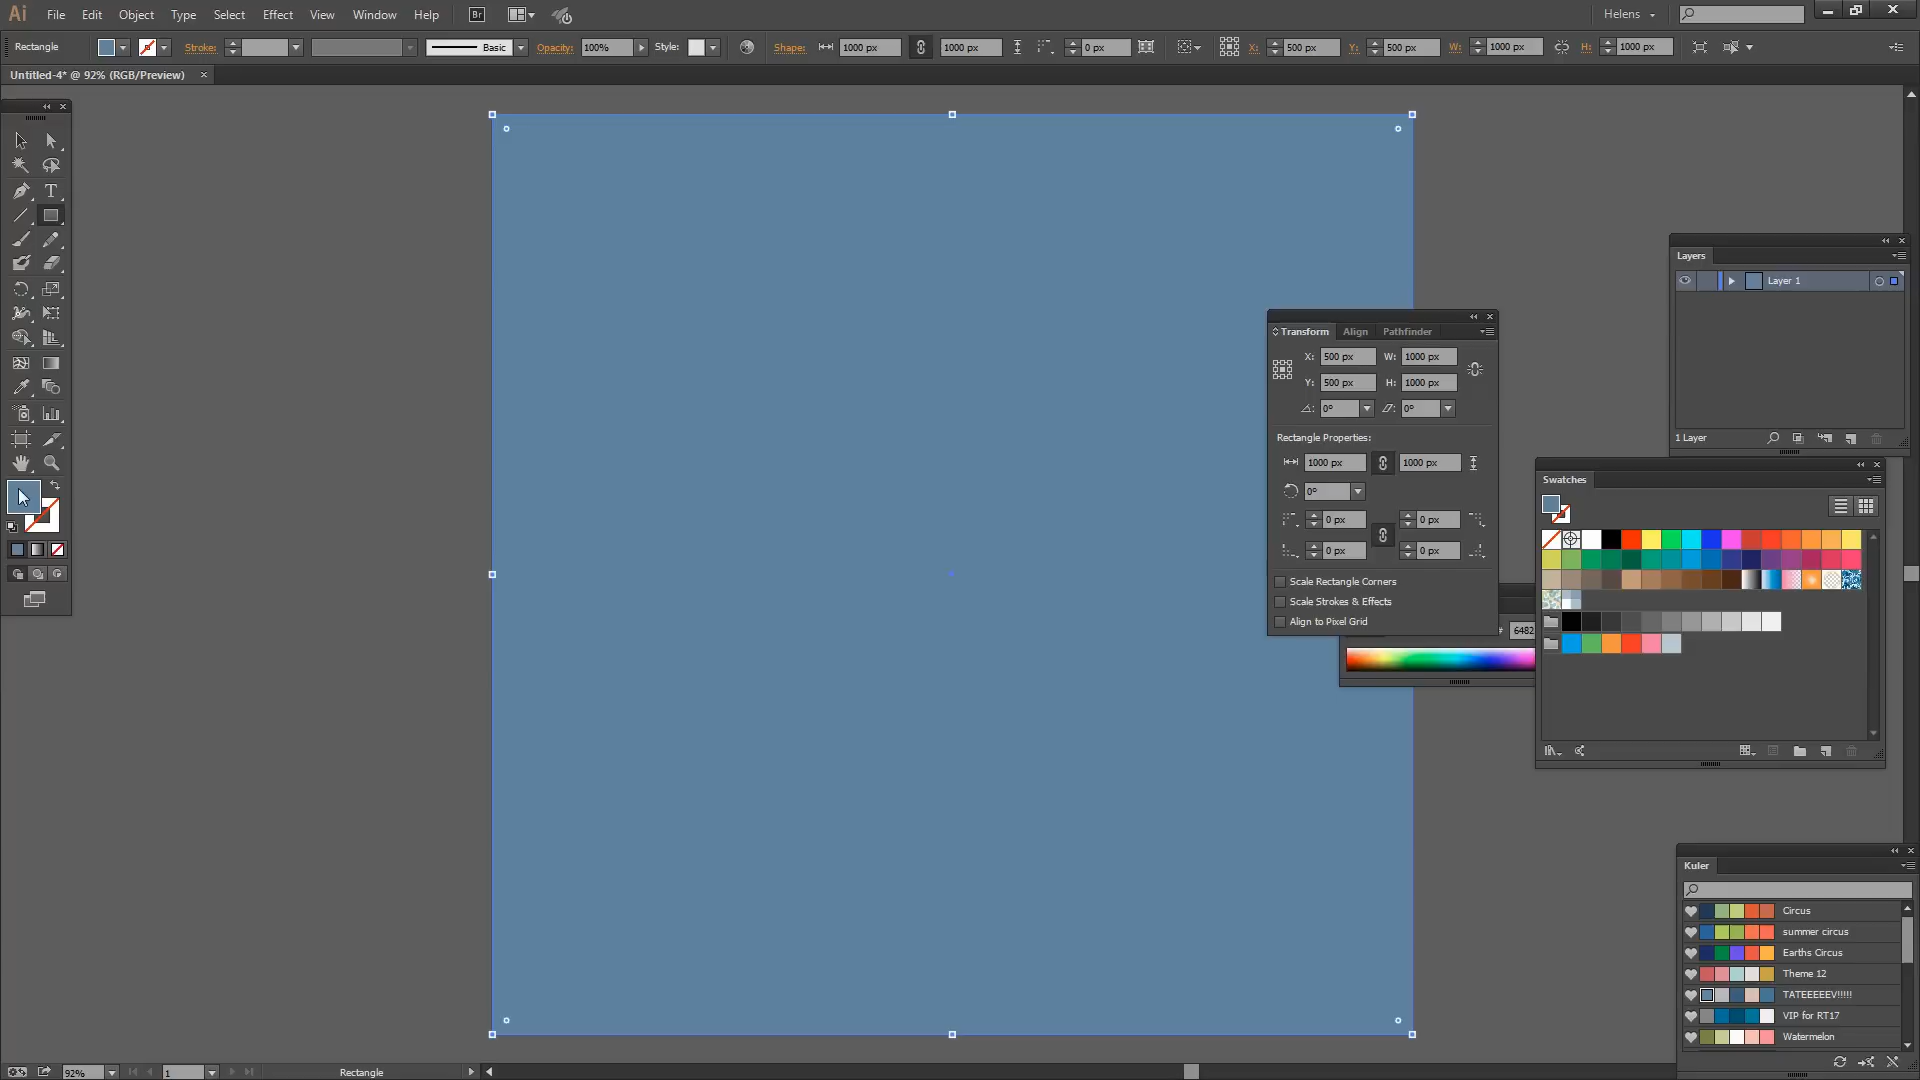 Ai File Edit Object Type Select Effect View Window Help Br Helens
Rectangle Stroke: Basic Opacity: 100% Style: Shape: 1000 px 1000 px 0 px X: 500 px Y: 500 px W: 1000 px H: 1000 px
Untitled-4* @ 92% (RGB/Preview)
T
Layers
Layer 1
1 Layer
Transform Align Pathfinder
X: 500 px W: 1000 px
Y: 500 px H: 1000 px
0° 0°
Rectangle Properties:
1000 px 1000 px
0°
0 px 0 px
0 px 0 px
Scale Rectangle Corners
Scale Strokes & Effects
Align to Pixel Grid
6482
Swatches
Kuler
Circus
summer circus
Earths Circus
Theme 12
TATEEEEEV!!!!!
VIP for RT17
Watermelon
92% 1 Rectangle